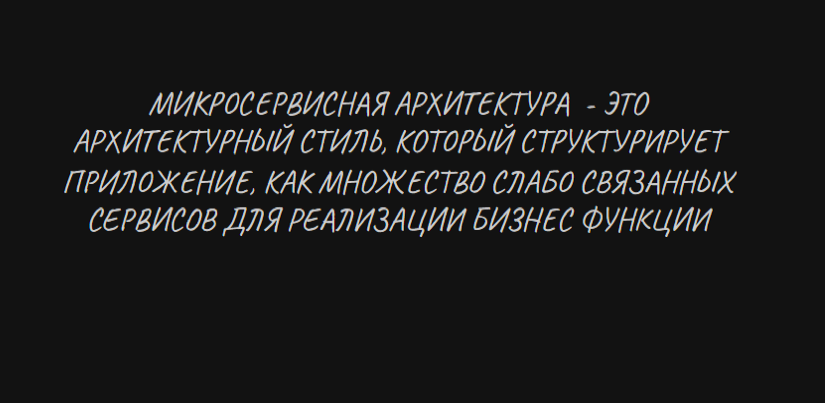 МИКРОСЕРВИСНАЯ АРХИТЕКТУРА - ЭТО
АРХИТЕКТУРНЫЙ СТИЛЬ, КОТОРЫЙ СТРУКТУРИРУЕТ
ПРИЛОЖЕНИЕ, КАК МНОЖЕСТВО СЛАБО СВЯЗАННЫХ
СЕРВИСОВ ДЛЯ РЕАЛИЗАЦИИ БИЗНЕС ФУНКЦИИ